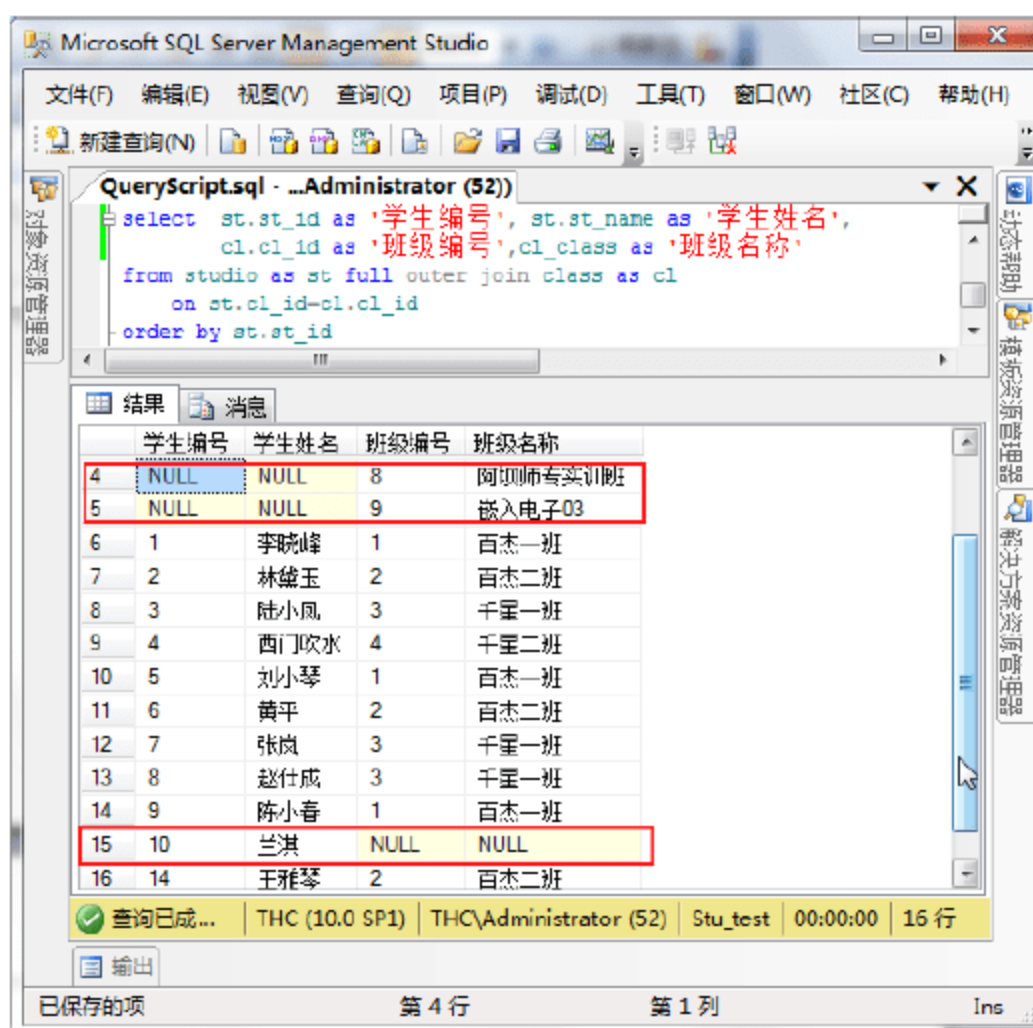 Microsoft SQL Server Management Studio
文件(F) 编辑(E) 视图(V) 查询(Q) 项目(P) 调试(D) 工具(T) 窗口(W) 社区(C) 帮助(H)
新建查询(N)
QueryScript.sql - ...Administrator (52))
select st.st_id as '学生编号', st.st_name as '学生姓名',
cl.cl_id as '班级编号',cl_class as '班级名称'
from studio as st full outer join class as cl
on st.cl_id=cl.cl_id
order by st.st_id
对象资源管理器
动态帮助
模板资源管理器
解决方案资源管理器
结果 消息
学生编号 学生姓名 班级编号 班级名称
4 NULL NULL 8 阿坝师专实训班
5 NULL NULL 9 嵌入电子03
6 1 李晓峰 1 百杰一班
7 2 林黛玉 2 百杰二班
8 3 陆小凤 3 千星一班
9 4 西门吹水 4 千星二班
10 5 刘小琴 1 百杰一班
11 6 黄平 2 百杰二班
12 7 张岚 3 千星一班
13 8 赵仕成 3 千星一班
14 9 陈小春 1 百杰一班
15 10 兰淇 NULL NULL
16 14 王雅琴 2 百杰二班
查询已成... THC (10.0 SP1) THC\Administrator (52) Stu_test 00:00:00 16 行
输出
已保存的项 第 4 行 第 1 列 Ins